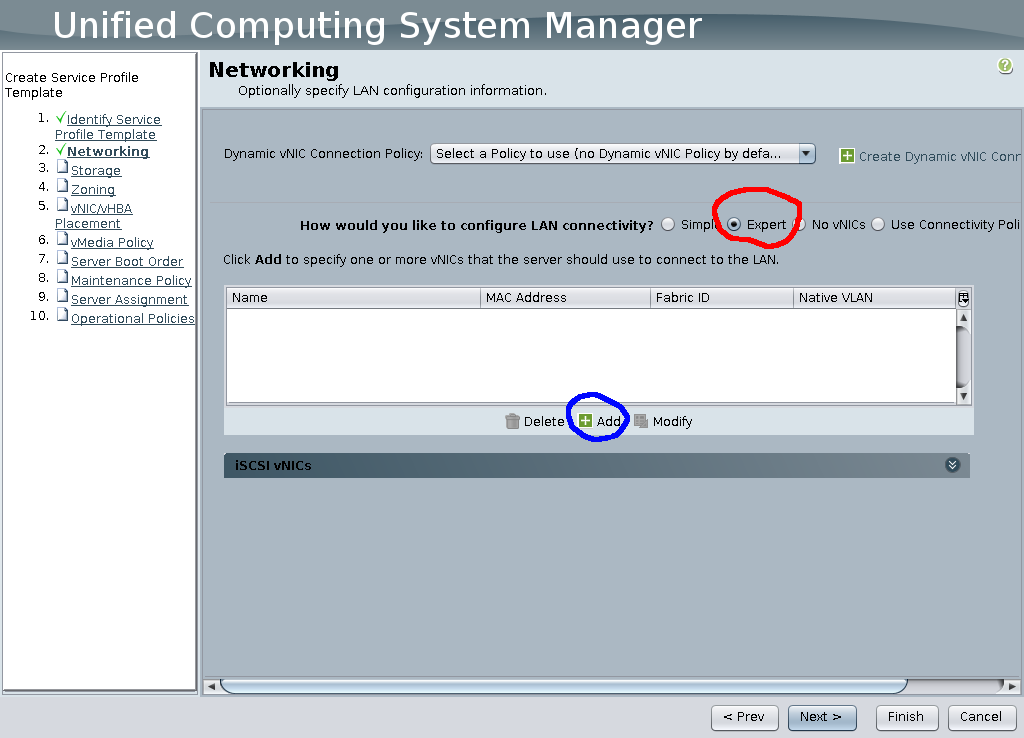 Unified Computing System Manager
Create Service Profile
Template
1. Identify Service
Profile Template
2. Networking
3. Storage
4. Zoning
5. vNIC/vHBA
Placement
6. vMedia Policy
7. Server Boot Order
8. Maintenance Policy
9. Server Assignment
10. Operational Policies
Networking
Optionally specify LAN configuration information.
Dynamic vNIC Connection Policy: Select a Policy to use (no Dynamic vNIC Policy by defa... Create Dynamic vNIC Conn
How would you like to configure LAN connectivity? Simpl Expert No vNICs Use Connectivity Poli
Click Add to specify one or more vNICs that the server should use to connect to the LAN.
Name MAC Address Fabric ID Native VLAN
Delete Add Modify
iSCSI vNICs
< Prev Next > Finish Cancel